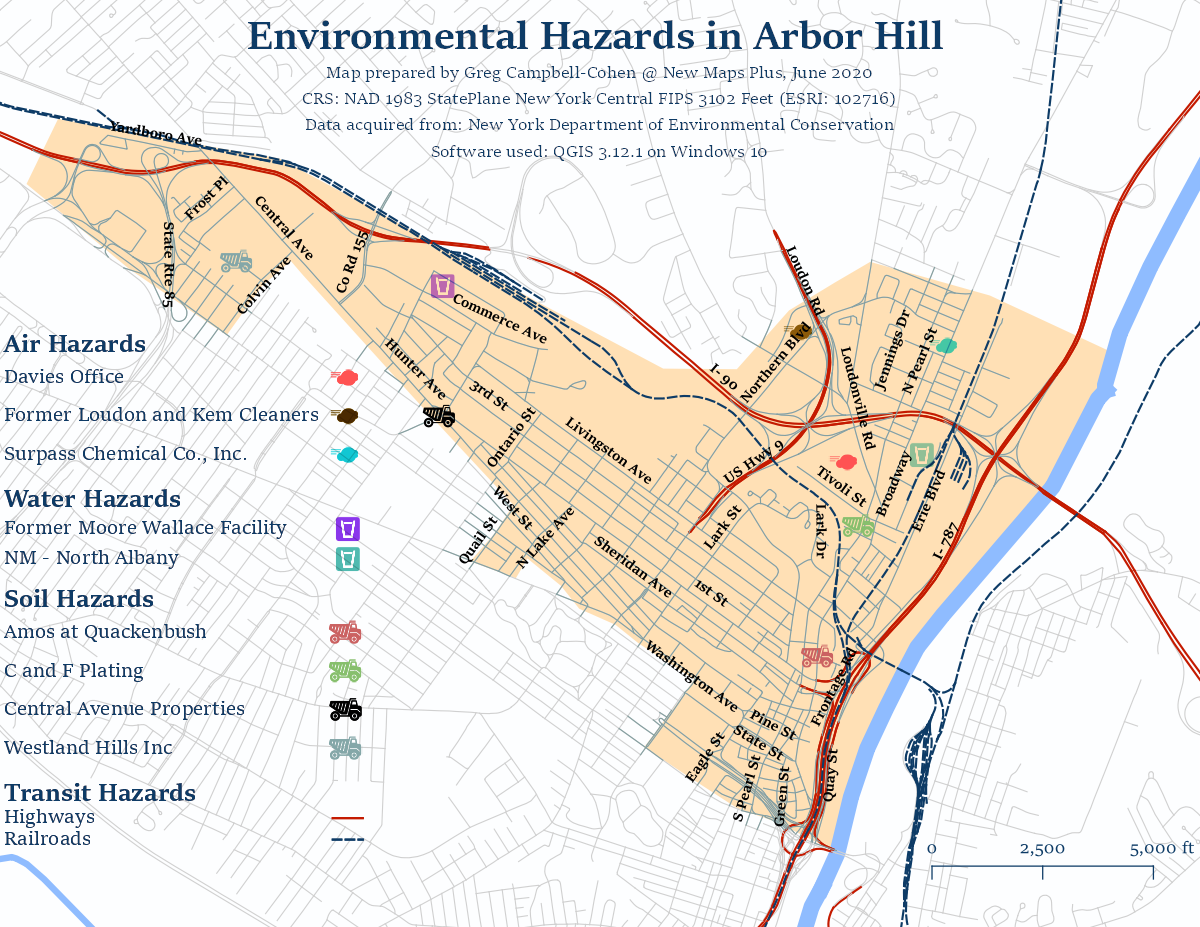 Environmental Hazards in Arbor Hill
Map prepared by Greg Campbell-Cohen @ New Maps Plus, June 2020
CRS: NAD 1983 StatePlane New York Central FIPS 3102 Feet (ESRI: 102716)
Data acquired from: New York Department of Environmental Conservation
Software used: QGIS 3.12.1 on Windows 10
Yardboro Ave
Frost Pl
State Rte 85
Central Ave
Colvin Ave
Co Rd 155
Commerce Ave
Hunter Ave
3rd St
Ontario St
Livingston Ave
West St
Quail St
N Lake Ave
Sheridan Ave
1st St
Washington Ave
Loudon Rd
Northern Blvd
I-90
Jennings Dr
N Pearl St
Loudonville Rd
US Hwy 9
Lark St
Tivoli St
Lark Dr
Broadway
Erie Blvd
I-787
Frontage Rd
Pine St
State St
Eagle St
S Pearl St
Green St
Quay St
Air Hazards
Davies Office
Former Loudon and Kem Cleaners
Surpass Chemical Co., Inc.
Water Hazards
Former Moore Wallace Facility
NM - North Albany
Soil Hazards
Amos at Quackenbush
C and F Plating
Central Avenue Properties
Westland Hills Inc
Transit Hazards
Highways
Railroads
0 2,500 5,000 ft